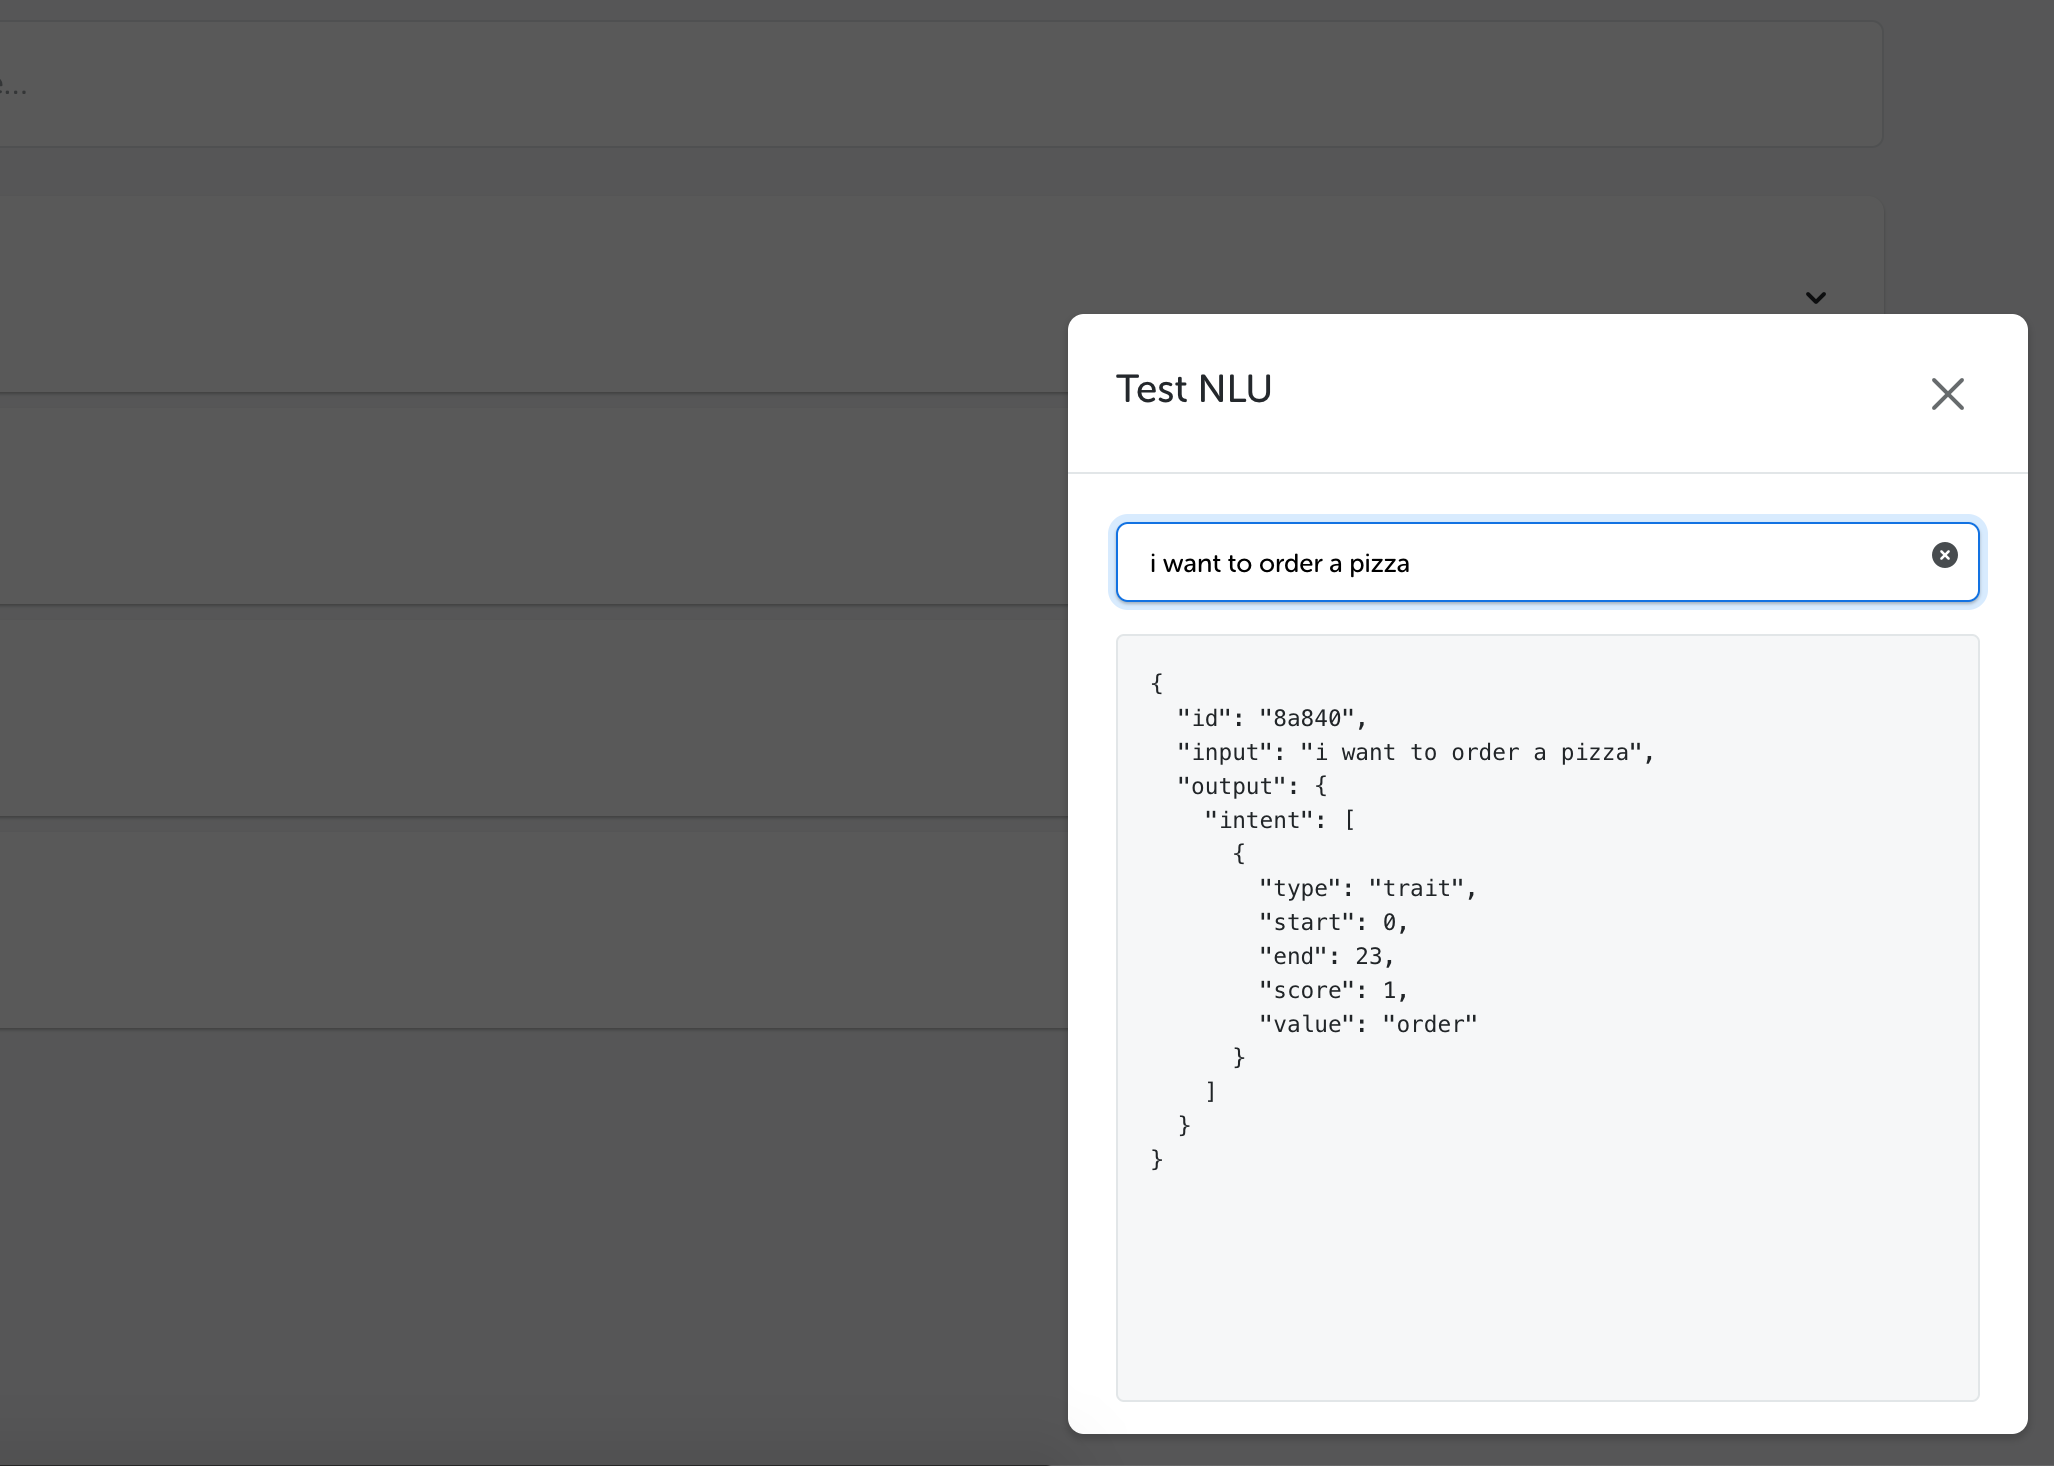 Test NLU
i want to order a pizza
{
  "id": "8a840",
  "input": "i want to order a pizza",
  "output": {
    "intent": [
      {
        "type": "trait",
        "start": 0,
        "end": 23,
        "score": 1,
        "value": "order"
      }
    ]
  }
}